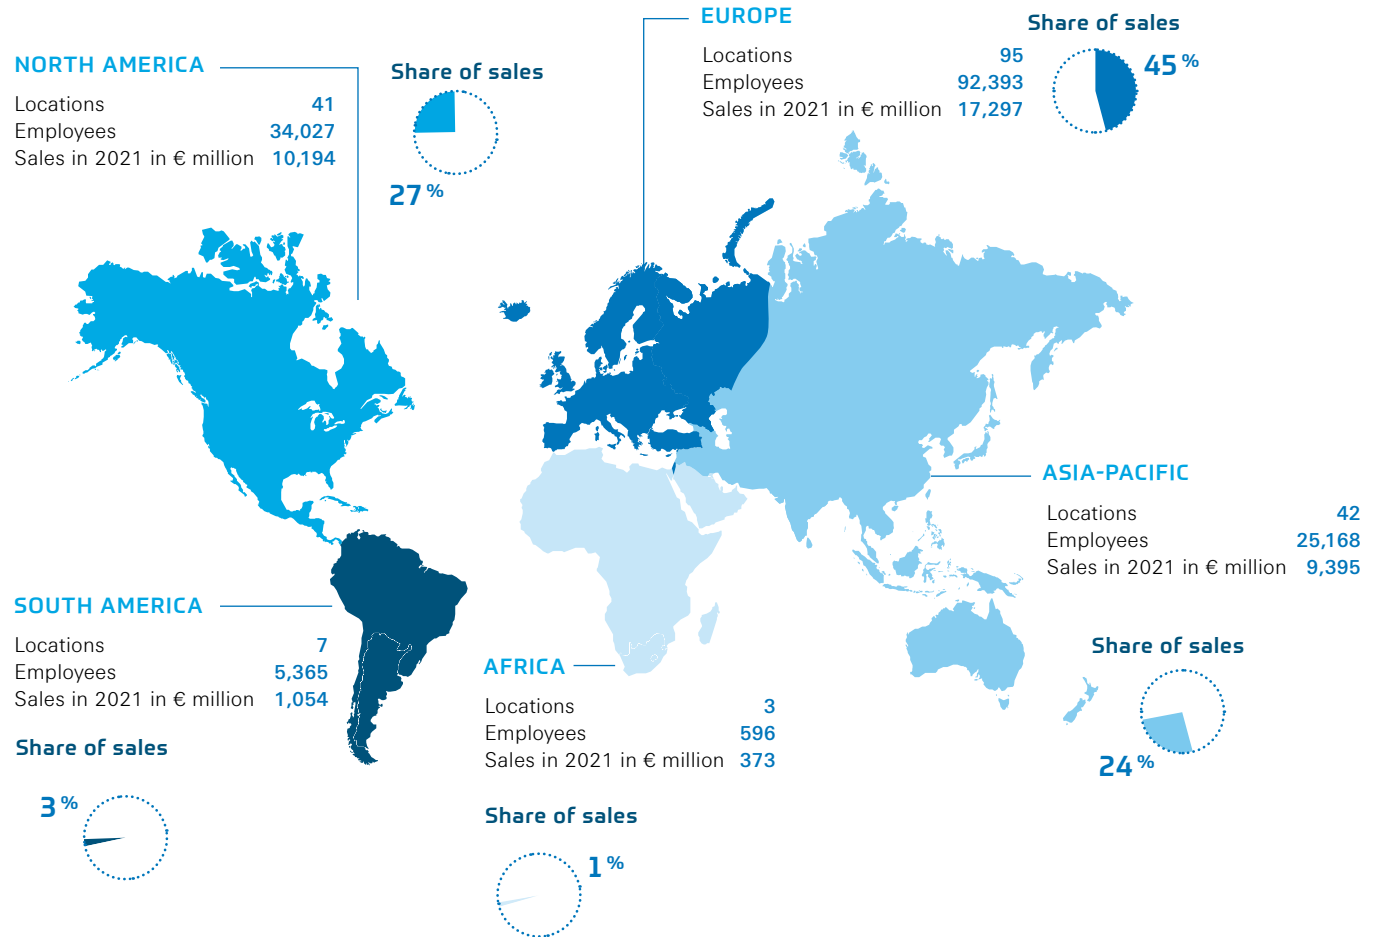 NORTH AMERICA
Locations 41
Employees 34,027
Sales in 2021 in € million 10,194
Share of sales
27 %
EUROPE
Locations 95
Employees 92,393
Sales in 2021 in € million 17,297
Share of sales
45 %
ASIA-PACIFIC
Locations 42
Employees 25,168
Sales in 2021 in € million 9,395
Share of sales
24 %
SOUTH AMERICA
Locations 7
Employees 5,365
Sales in 2021 in € million 1,054
Share of sales
3 %
AFRICA
Locations 3
Employees 596
Sales in 2021 in € million 373
Share of sales
1 %